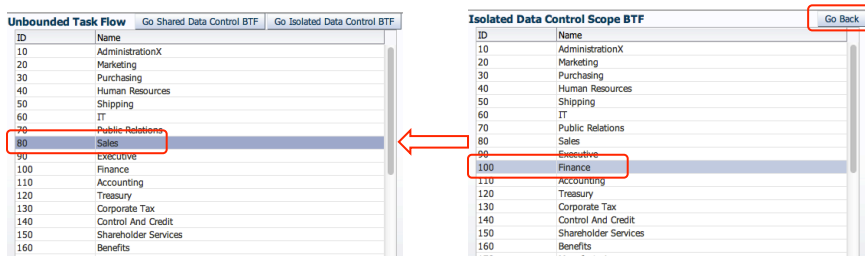 Unbounded Task Flow Go Shared Data Control BTF Go Isolated Data Control BTF
ID Name
10 AdministrationX
20 Marketing
30 Purchasing
40 Human Resources
50 Shipping
60 IT
70 Public Relations
80 Sales
90 Executive
100 Finance
110 Accounting
120 Treasury
130 Corporate Tax
140 Control And Credit
150 Shareholder Services
160 Benefits
Isolated Data Control Scope BTF Go Back
ID Name
10 AdministrationX
20 Marketing
30 Purchasing
40 Human Resources
50 Shipping
60 IT
70 Public Relations
80 Sales
90 Executive
100 Finance
110 Accounting
120 Treasury
130 Corporate Tax
140 Control And Credit
150 Shareholder Services
160 Benefits